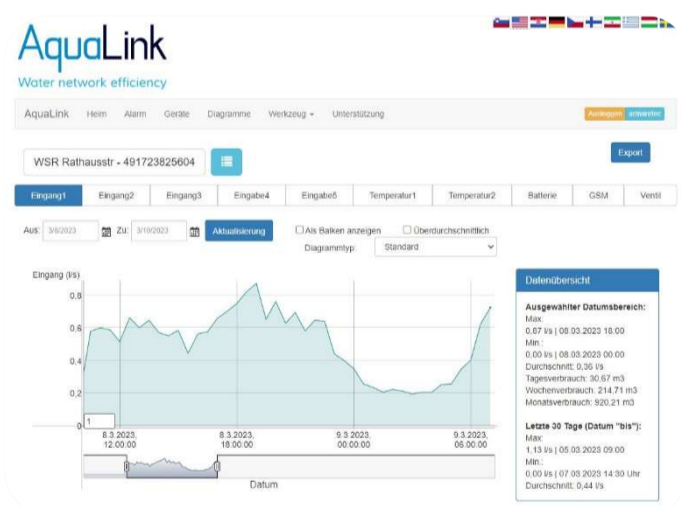 AquaLink
Water network efficiency
AquaLink Heim Alarm Geräte Diagramme Werkzeug Unterstützung Ausloggen armaretec
WSR Rathausstr - 491723825604
Export
Eingang1 Eingang2 Eingang3 Eingabe4 Eingabe5 Temperatur1 Temperatur2 Batterie GSM Ventil
Aus: 3/8/2023 Zu: 3/19/2023 Aktualisierung Als Balken anzeigen Überdurchschnittlich
Diagrammtyp: Standard
Eingang (l/s)
0,8
0,6
0,4
0,2
0
1
8.3.2023, 8.3.2023, 9.3.2023, 9.3.2023,
12:00:00 18:00:00 00:00:00 06:00:00
Datum
Datenübersicht
Ausgewählter Datumsbereich:
Max:
0,87 l/s | 08.03.2023 18:00
Min.:
0,00 l/s | 08.03.2023 00:00
Durchschnitt: 0,36 l/s
Tagesverbrauch: 30,67 m3
Wochenverbrauch: 214,71 m3
Monatsverbrauch: 920,21 m3
Letzte 30 Tage (Datum "bis"):
Max:
1,13 l/s | 05.03.2023 09:00
Min.:
0,00 l/s | 07.03.2023 14:30 Uhr
Durchschnitt: 0,44 l/s